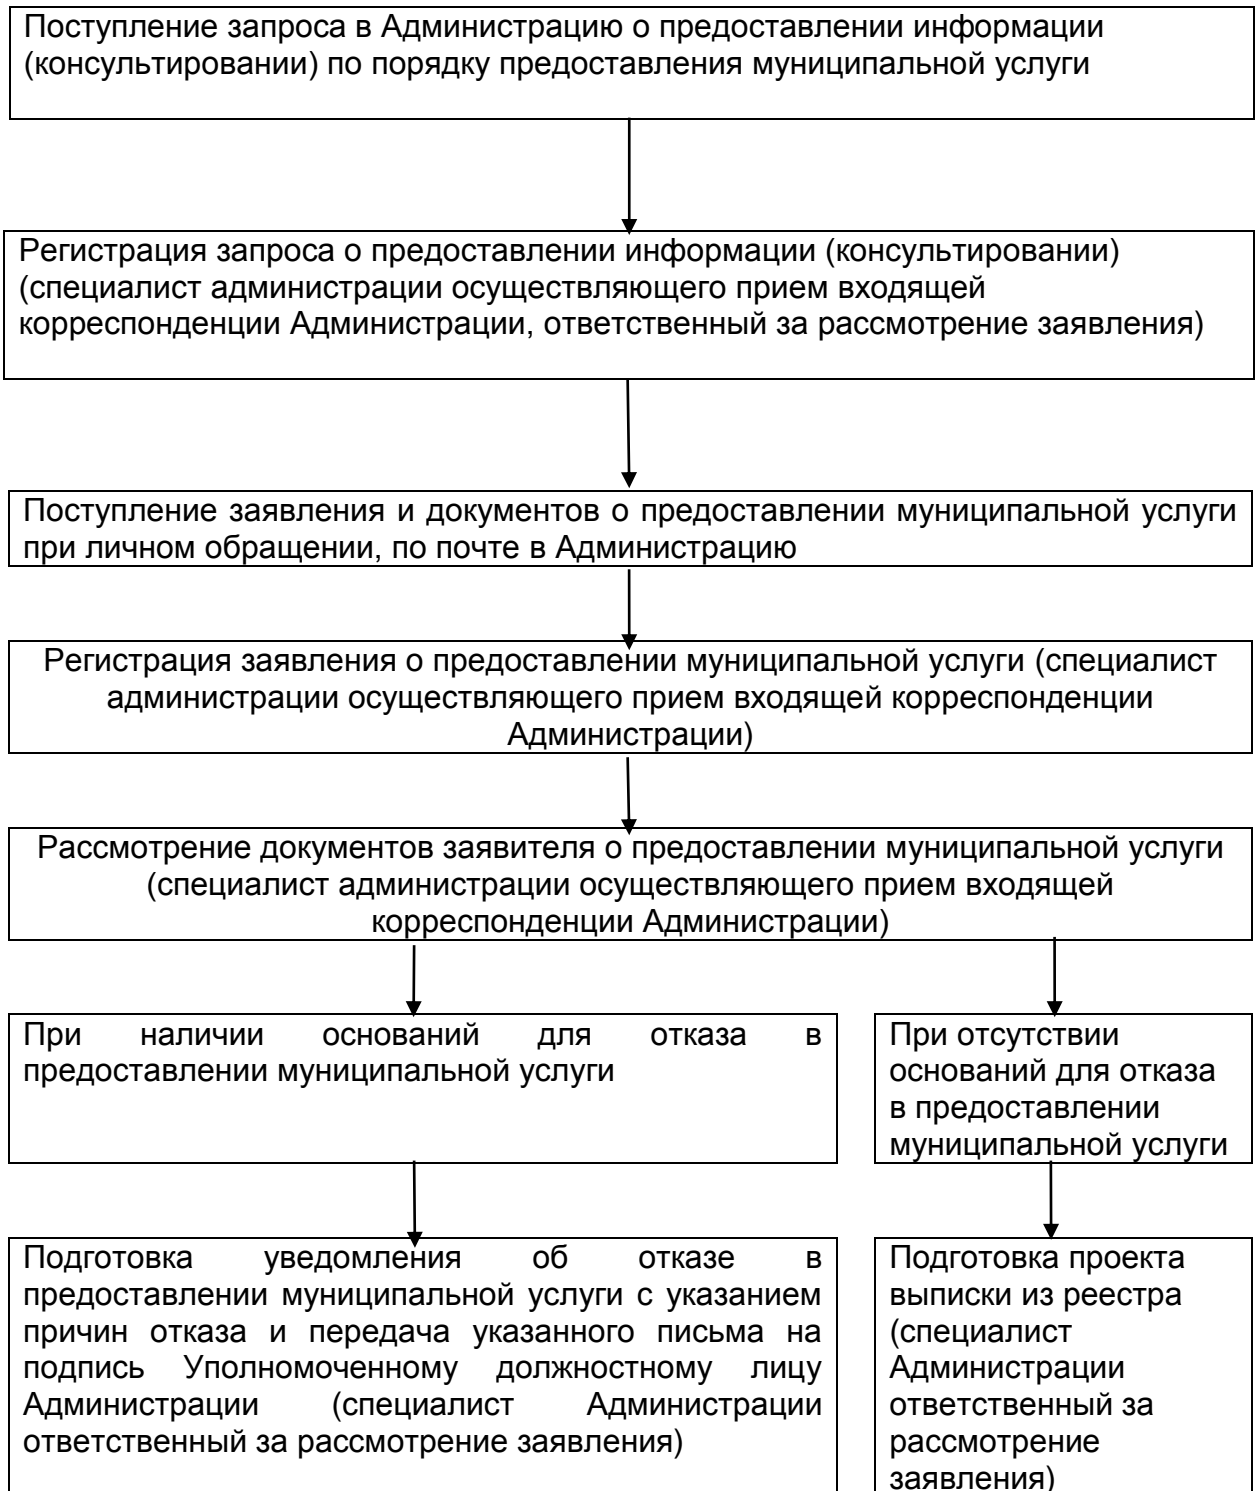 Поступление запроса в Администрацию о предоставлении информации
(консультировании) по порядку предоставления муниципальной услуги
Регистрация запроса о предоставлении информации (консультировании)
(специалист администрации осуществляющего прием входящей
корреспонденции Администрации, ответственный за рассмотрение заявления)
Поступление заявления и документов о предоставлении муниципальной услуги
при личном обращении, по почте в Администрацию
Регистрация заявления о предоставлении муниципальной услуги (специалист
администрации осуществляющего прием входящей корреспонденции
Администрации)
Рассмотрение документов заявителя о предоставлении муниципальной услуги
(специалист администрации осуществляющего прием входящей
корреспонденции Администрации)
При наличии оснований для отказа в
предоставлении муниципальной услуги
При отсутствии
оснований для отказа
в предоставлении
муниципальной услуги
Подготовка уведомления об отказе в
предоставлении муниципальной услуги с указанием
причин отказа и передача указанного письма на
подпись Уполномоченному должностному лицу
Администрации (специалист Администрации
ответственный за рассмотрение заявления)
Подготовка проекта
выписки из реестра
(специалист
Администрации
ответственный за
рассмотрение
заявления)